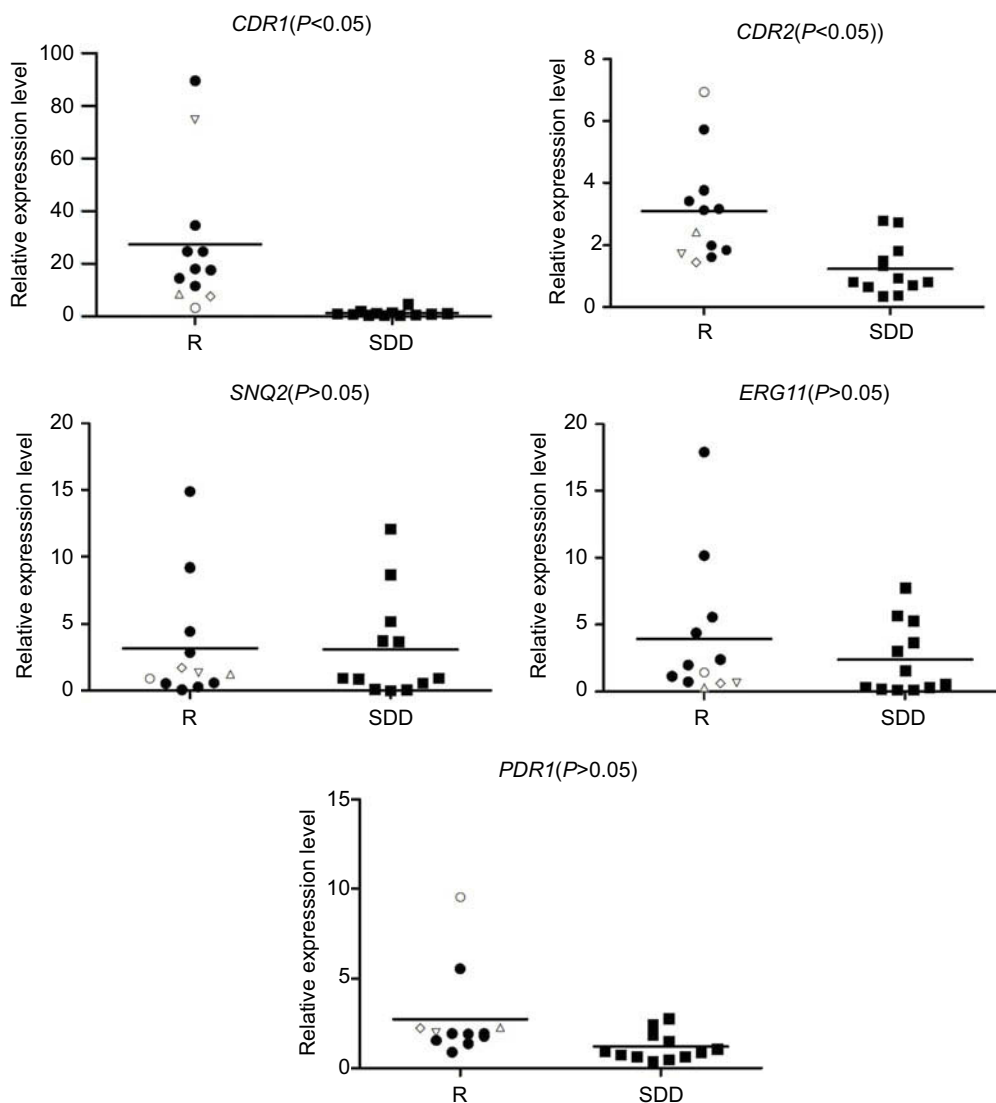 CDR1(P<0.05)
Relative expresssion level
100
80
60
40
20
0
R
SDD
CDR2(P<0.05))
Relative expresssion level
8
6
4
2
0
R
SDD
SNQ2(P>0.05)
Relative expresssion level
20
15
10
5
0
R
SDD
ERG11(P>0.05)
Relative expresssion level
20
15
10
5
0
R
SDD
PDR1(P>0.05)
Relative expresssion level
15
10
5
0
R
SDD